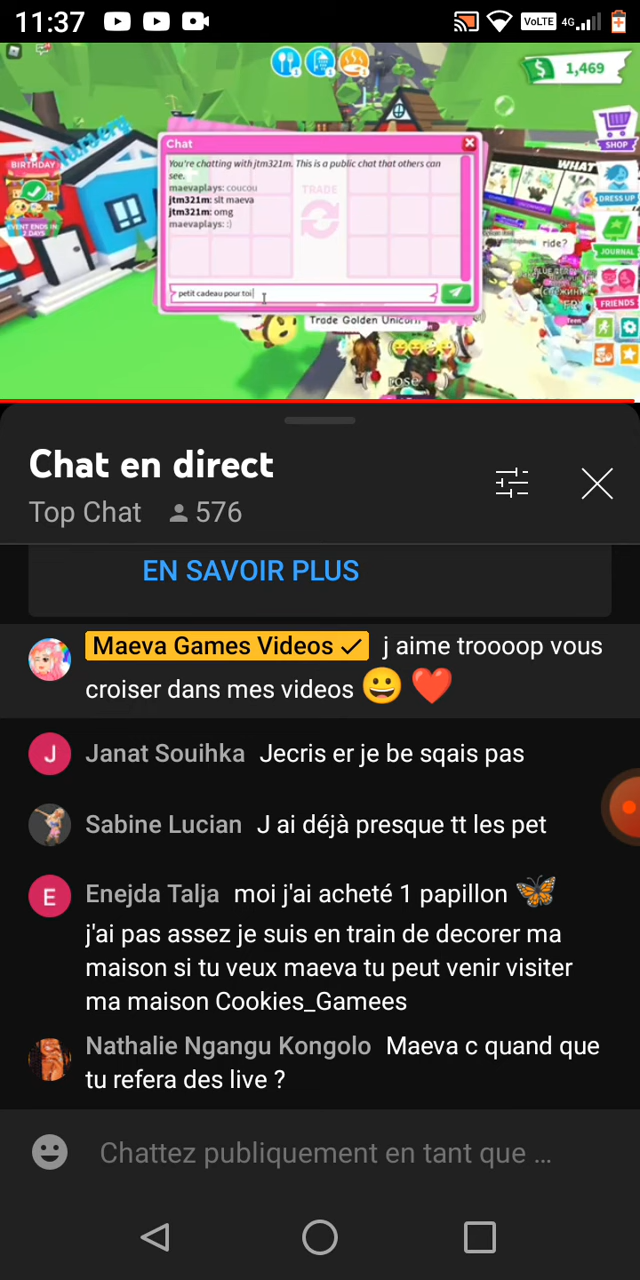 11:37
VoLTE
4G
1,469
Nursery
BIRTHDAY
EVENT ENDS IN
2 DAYS
SHOP
WHAT
DRESS UP
JOURNAL
FRIENDS
ride?
Chat
You're chatting with jtm321m. This is a public chat that others can
see.
maevaplays: coucou
jtm321m: slt maeva
jtm321m: omg
maevaplays: :)
TRADE
petit cadeau pour toi
Trade Golden Unicorn
rose
Chat en direct
Top Chat 576
EN SAVOIR PLUS
Maeva Games Videos ✓ j aime troooop vous
croiser dans mes videos 😀 ❤️
J
Janat Souihka Jecris er je be sqais pas
Sabine Lucian J ai déjà presque tt les pet
E
Enejda Talja moi j'ai acheté 1 papillon 🦋
j'ai pas assez je suis en train de decorer ma
maison si tu veux maeva tu peut venir visiter
ma maison Cookies_Gamees
Nathalie Ngangu Kongolo Maeva c quand que
tu refera des live ?
Chattez publiquement en tant que ...